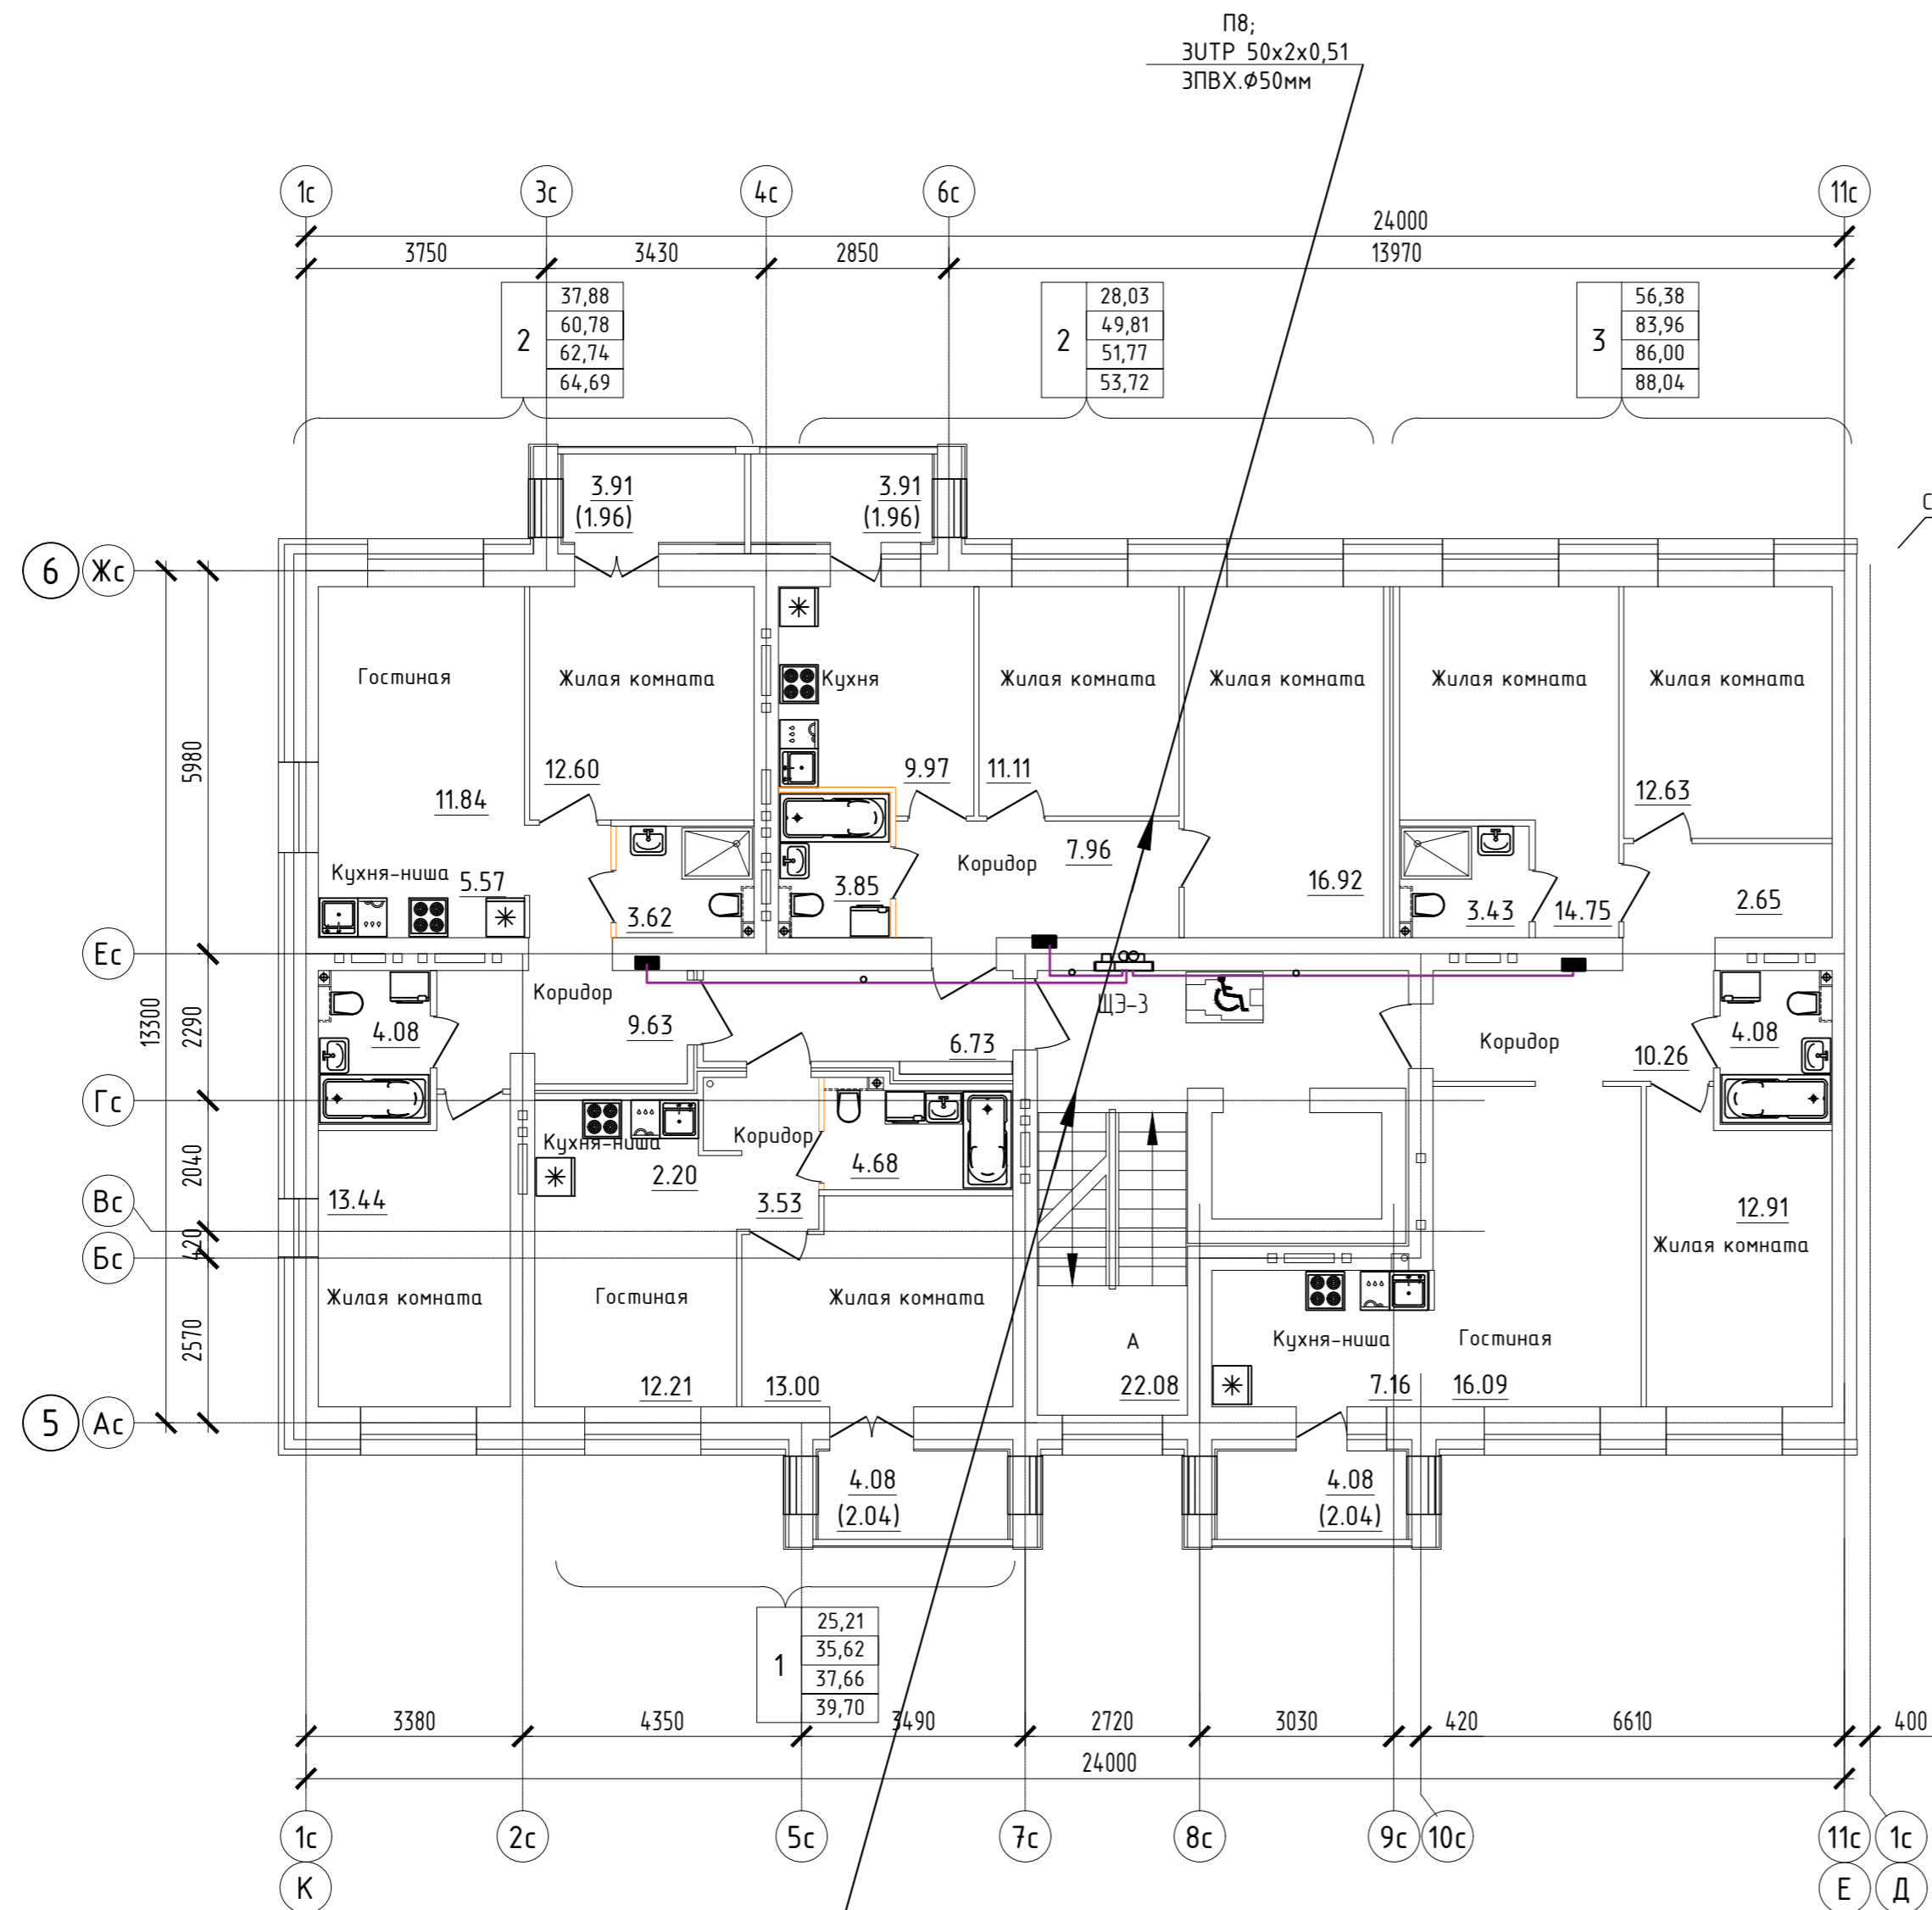 П8;
3UTP 50x2x0,51
3ПВХ.Ф50мм
1с
3с
4с
6с
11с
24000
3750
3430
2850
13970
2
37,88
60,78
62,74
64,69
2
28,03
49,81
51,77
53,72
3
56,38
83,96
86,00
88,04
3.91
(1.96)
3.91
(1.96)
С
6
Жс
Гостиная
Жилая комната
Кухня
Жилая комната
Жилая комната
Жилая комната
Жилая комната
5980
12.60
9.97
11.11
12.63
11.84
Кухня-ниша
5.57
Коридор
7.96
3.62
3.85
16.92
3.43
14.75
2.65
Ес
13300
2290
Коридор
ЩЭ-3
4.08
9.63
6.73
Коридор
10.26
4.08
Гс
2040
Кухня-ниша
Коридор
2.20
4.68
3.53
13.44
12.91
Вс
420
Бс
Жилая комната
2570
Жилая комната
Гостиная
Жилая комната
А
Кухня-ниша
Гостиная
12.21
13.00
22.08
7.16
16.09
5
Ас
4.08
(2.04)
4.08
(2.04)
1
25,21
35,62
37,66
39,70
3380
4350
3490
2720
3030
420
6610
400
24000
1с
2с
5с
7с
8с
9с
10с
11с
1с
К
Е
Д